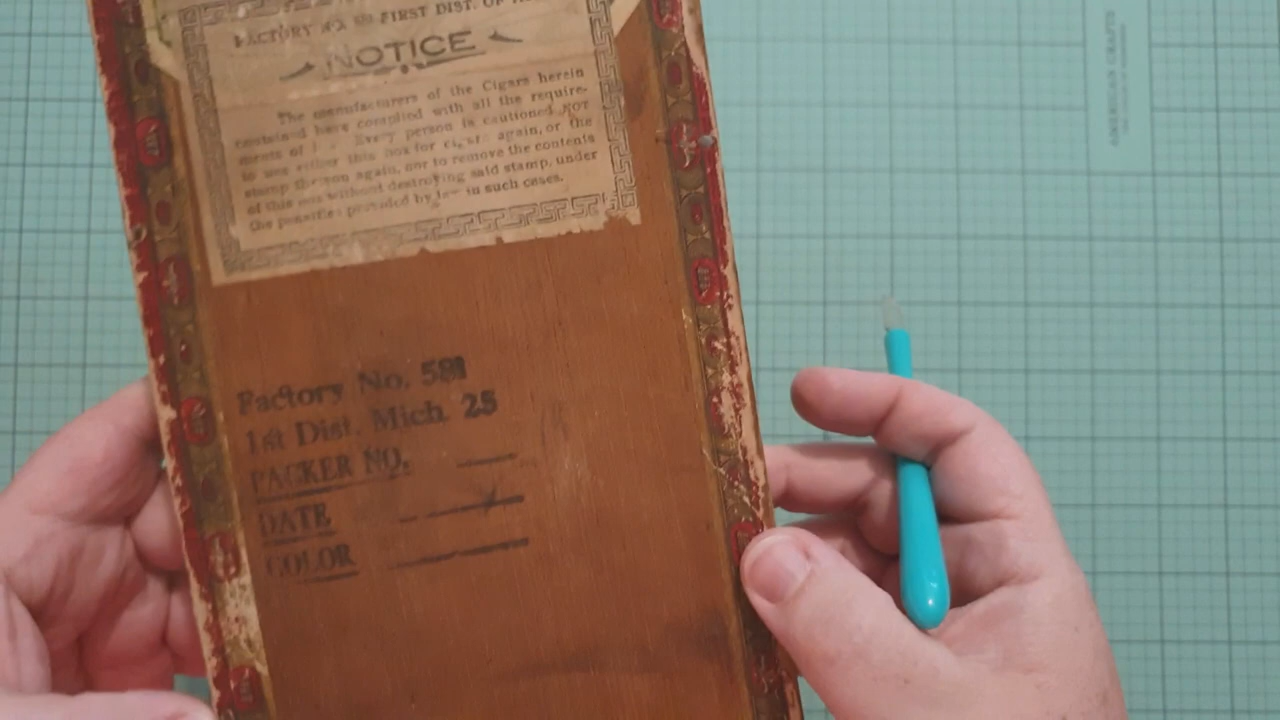 FACTORY FIRST DIST. OF
NOTICE
The manufacturers of the Cigars herein
contained have complied with all the require-
ments of Every person is cautioned NOT
to use either this box for cigars again, or the
stamp thereon again, nor to remove the contents
of this box without destroying said stamp, under
the penalties provided by law in such cases.
Factory No.
1st Dist. Mich. 25
PACKER NO.
DATE
COLOR